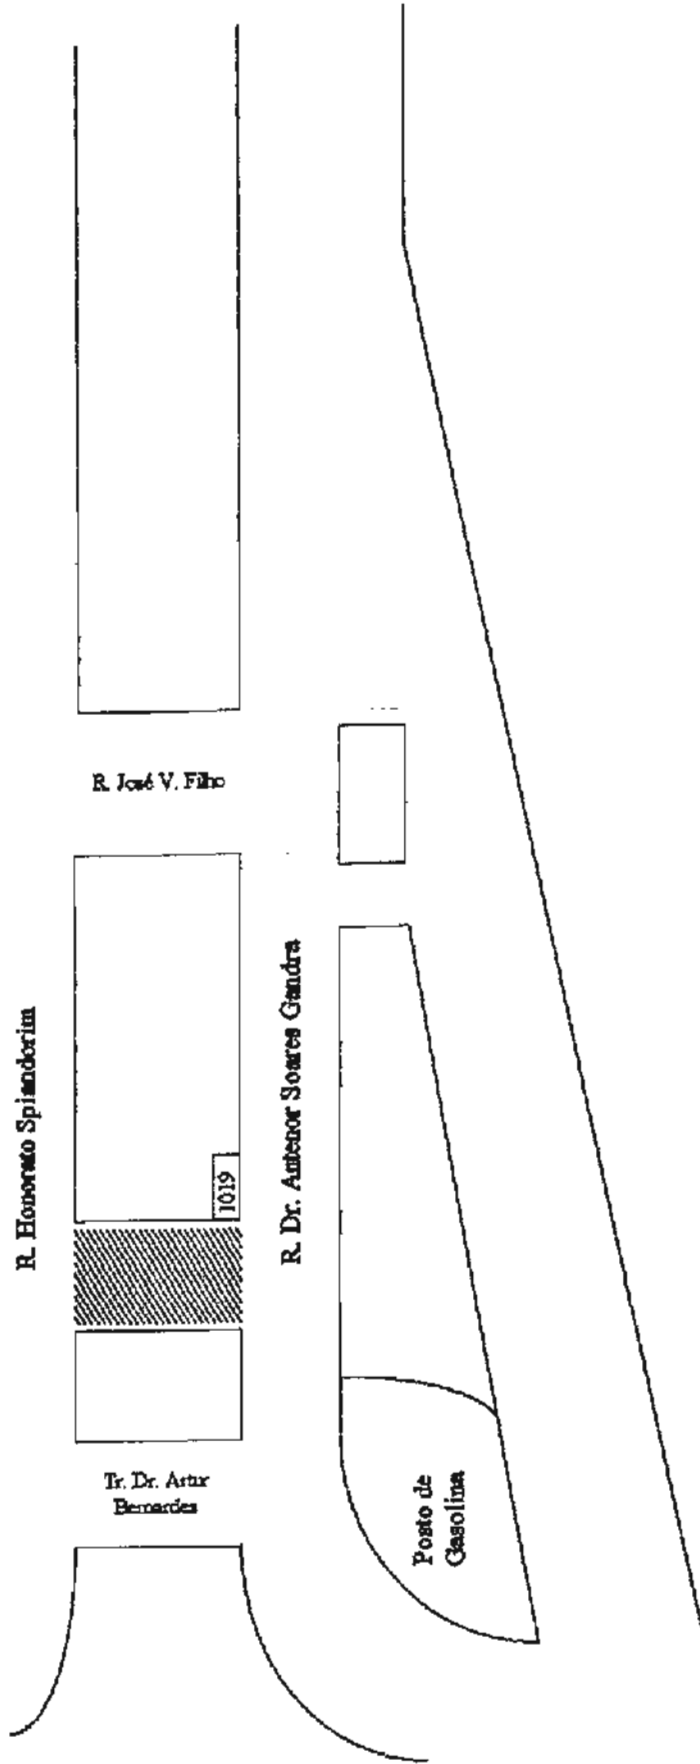 R. José V. Filho
R. Honorato Spiandorim
R. Dr. Antenor Soares Gandra
1019
Tr. Dr. Artur
Bernardes
Posto de
Gasolina